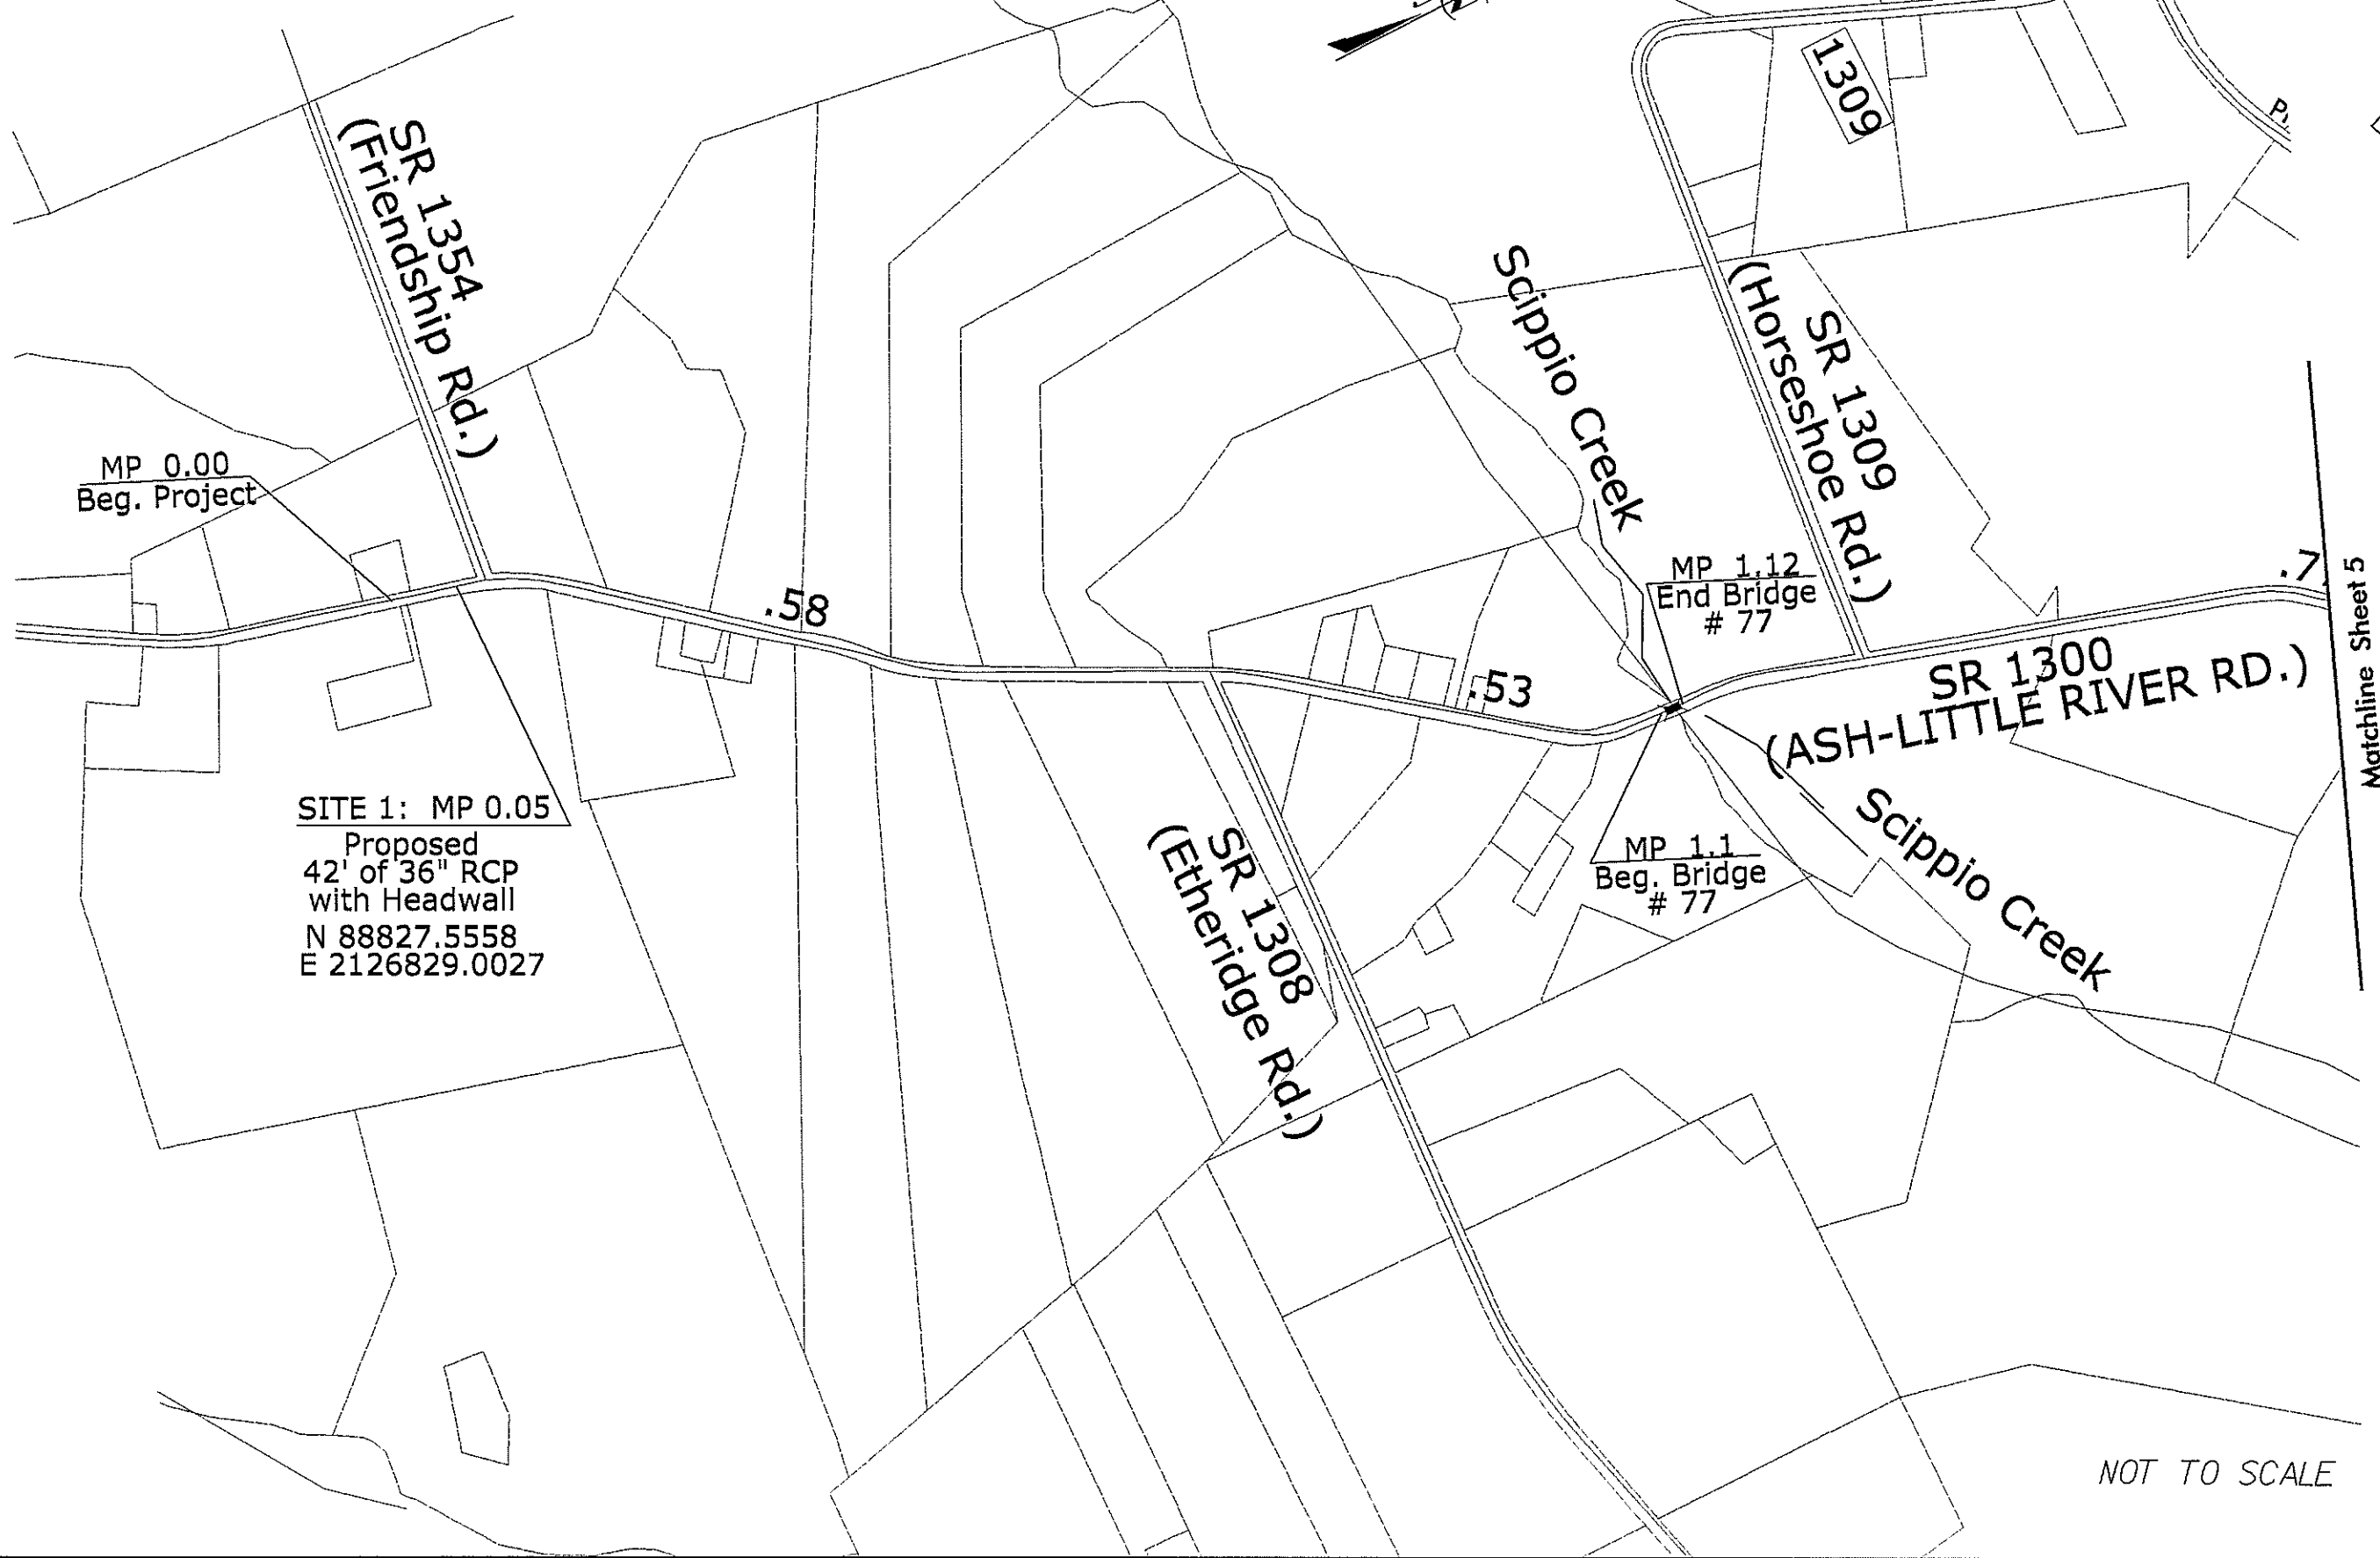 1309
SR 1354
(Friendship Rd.)
Scippio Creek
SR 1309
(Horseshoe Rd.)
MP 0.00
Beg. Project
.58
MP 1.12
End Bridge
# 77
.53
SR 1300
(ASH-LITTLE RIVER RD.)
Matchline Sheet 5
SITE 1: MP 0.05
Proposed
42' of 36" RCP
with Headwall
N 88827.5558
E 2126829.0027
SR 1308
(Etheridge Rd.)
MP 1.1
Beg. Bridge
# 77
Scippio Creek
NOT TO SCALE